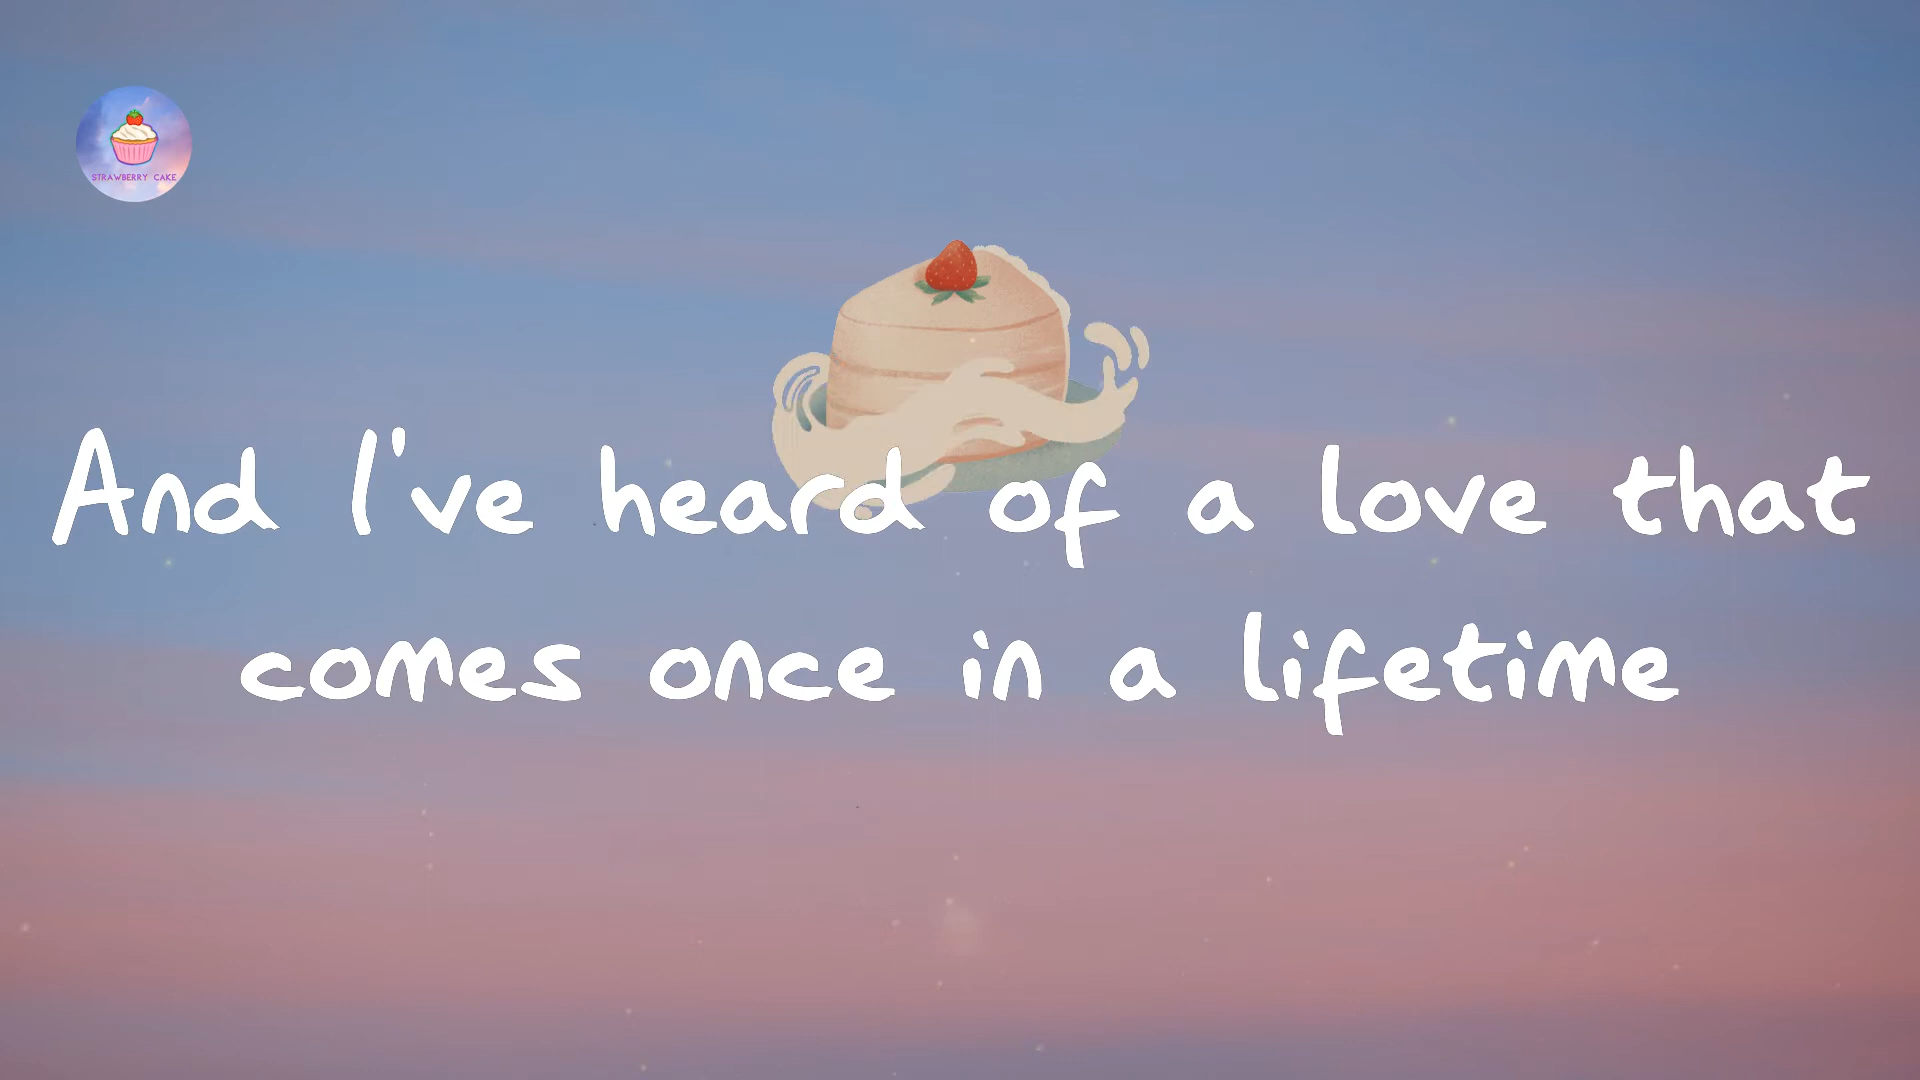 STRAWBERRY CAKE
And I've heard of a love that
comes once in a lifetime